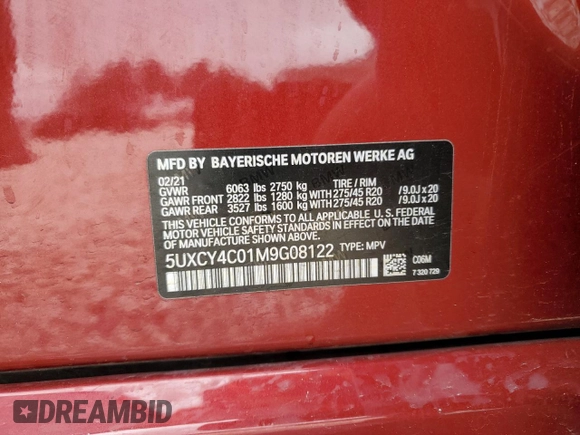 MFD BY BAYERISCHE MOTOREN WERKE AG
02/21
GVWR 6063 lbs 2750 kg TIRE / RIM
GAWR FRONT 2822 lbs 1280 kg WITH 275/45 R20 /9.0J x 20
GAWR REAR 3527 lbs 1600 kg WITH 275/45 R20 /9.0J x 20
THIS VEHICLE CONFORMS TO ALL APPLICABLE U. S. FEDERAL
MOTOR VEHICLE SAFETY STANDARDS IN EFFECT ON THE DATE
OF MANUFACTURE SHOWN ABOVE.
5UXCY4C01M9G08122 TYPE: MPV
C06M
7 320 729
DREAMBID